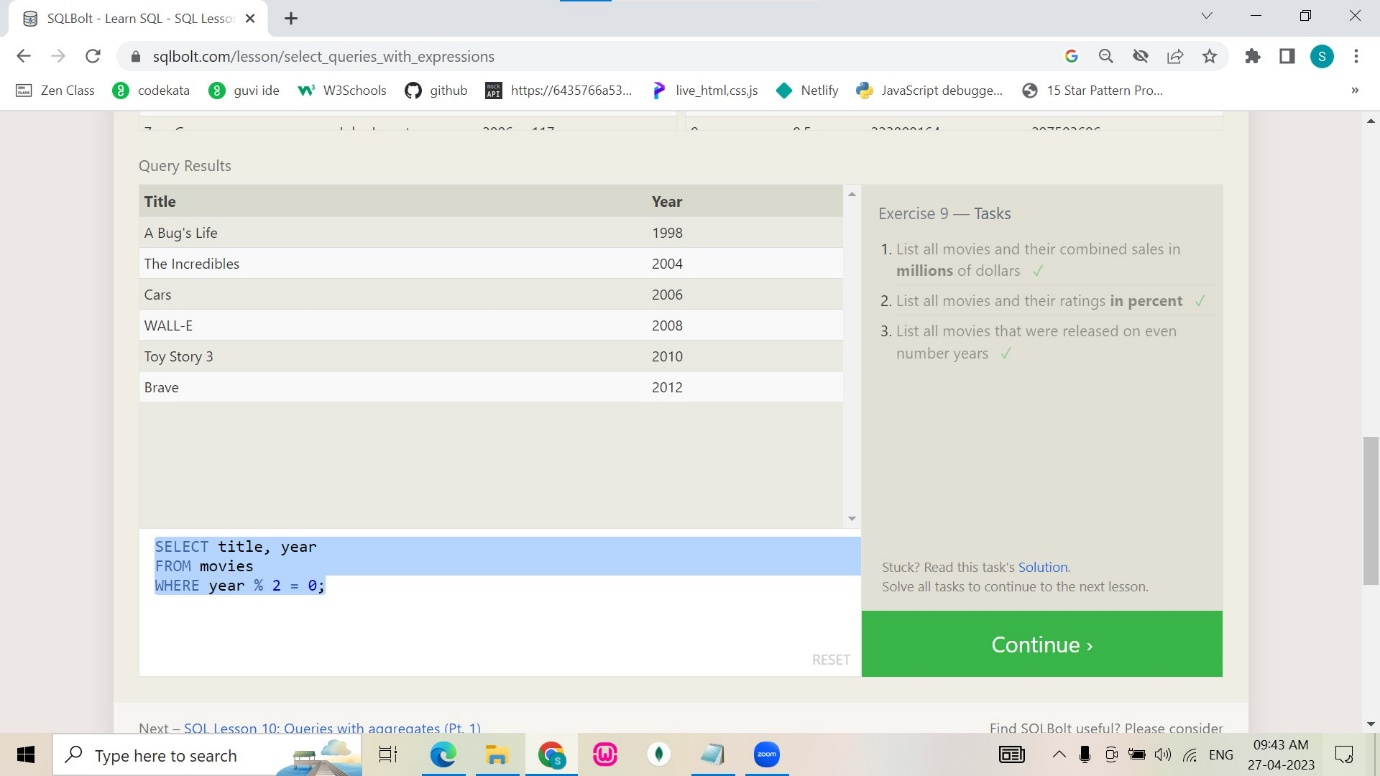 SQLBolt - Learn SQL - SQL Lesso
sqlbolt.com/lesson/select_queries_with_expressions
S
Zen Class codekata guvi ide W3Schools github https://6435766a53... live_html,css,js Netlify JavaScript debugge... 15 Star Pattern Pro... »
Query Results
Title Year
A Bug's Life 1998
The Incredibles 2004
Cars 2006
WALL-E 2008
Toy Story 3 2010
Brave 2012
Exercise 9 — Tasks
1. List all movies and their combined sales in
millions of dollars ✓
2. List all movies and their ratings in percent ✓
3. List all movies that were released on even
number years ✓
SELECT title, year
FROM movies
WHERE year % 2 = 0;
RESET
Stuck? Read this task's Solution.
Solve all tasks to continue to the next lesson.
Continue ›
Next – SQL Lesson 10: Queries with aggregates (Pt. 1)
Find SQLBolt useful? Please consider
Type here to search
zoom
ENG
09:43 AM
27-04-2023